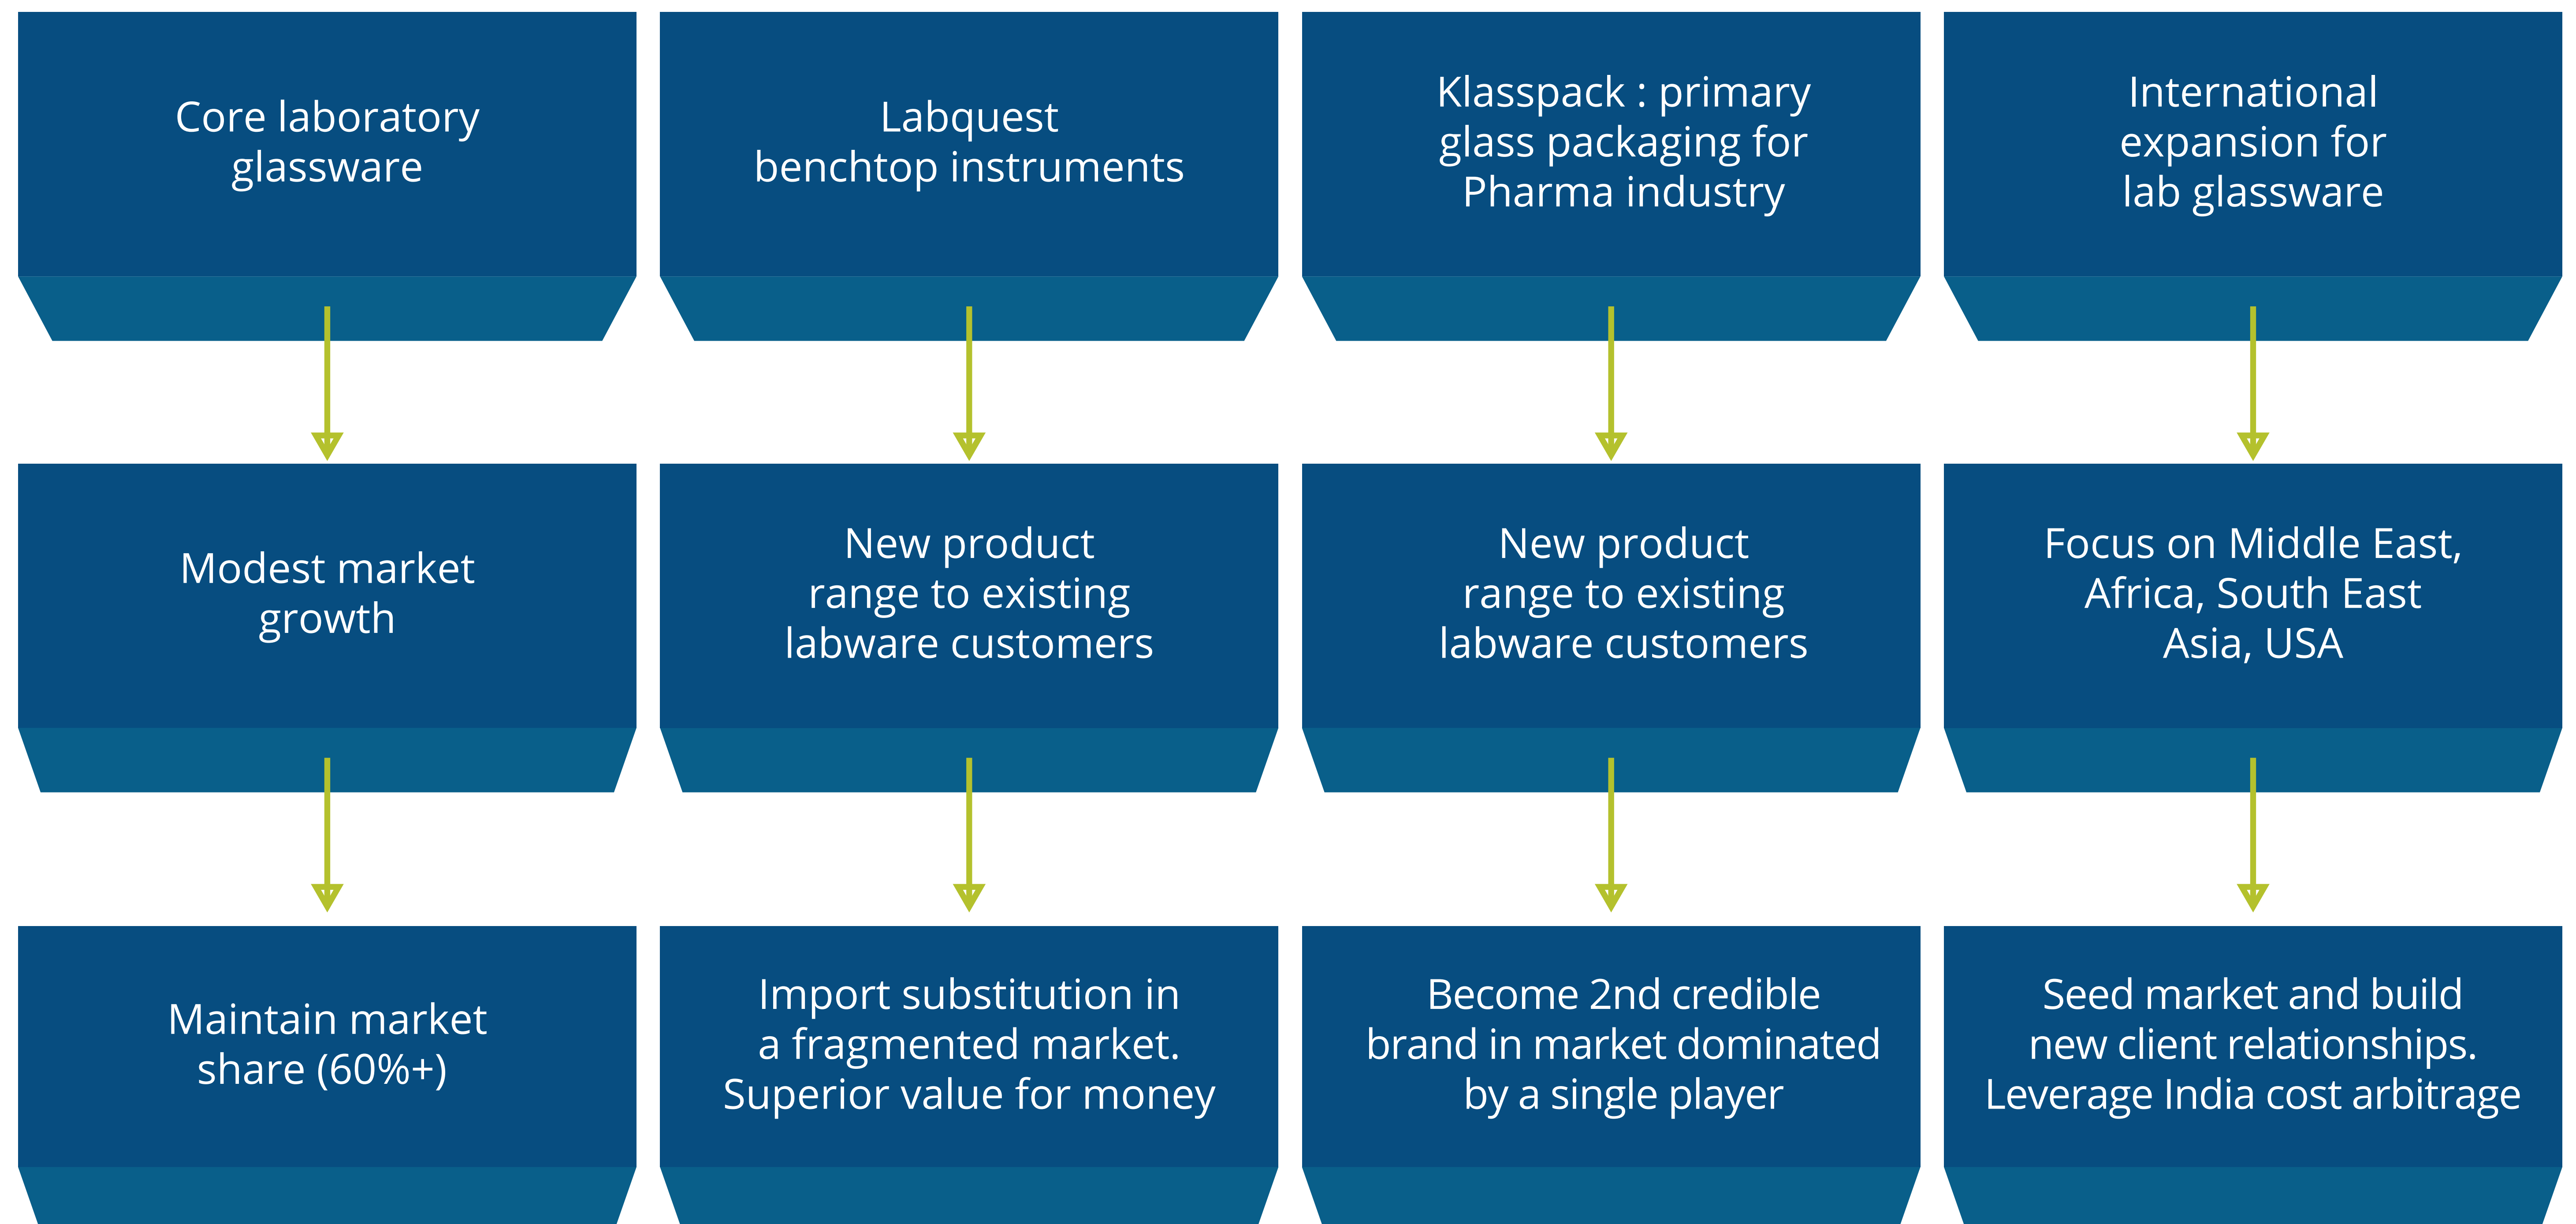 Core laboratory
glassware
Labquest
benchtop instruments
Klasspack : primary
glass packaging for
Pharma industry
International
expansion for
lab glassware
Modest market
growth
New product
range to existing
labware customers
New product
range to existing
labware customers
Focus on Middle East,
Africa, South East
Asia, USA
Maintain market
share (60%+)
Import substitution in
a fragmented market.
Superior value for money
Become 2nd credible
brand in market dominated
by a single player
Seed market and build
new client relationships.
Leverage India cost arbitrage